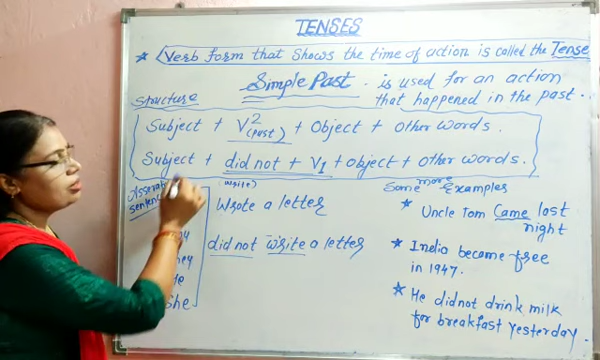 TENSES
* Verb form that shows the time of action is called the Tense
Simple Past is used for an action
that happened in the past.
Structure
Subject + V2 (past) + Object + other words.
Subject + did not + V1 + object + other words.
(write)
sentence
Wrote a letter
did not write a letter
She
Some more Examples
* Uncle Tom Came last
night
* India became free
in 1947.
* He didnot drink milk
for breakfast yesterday.